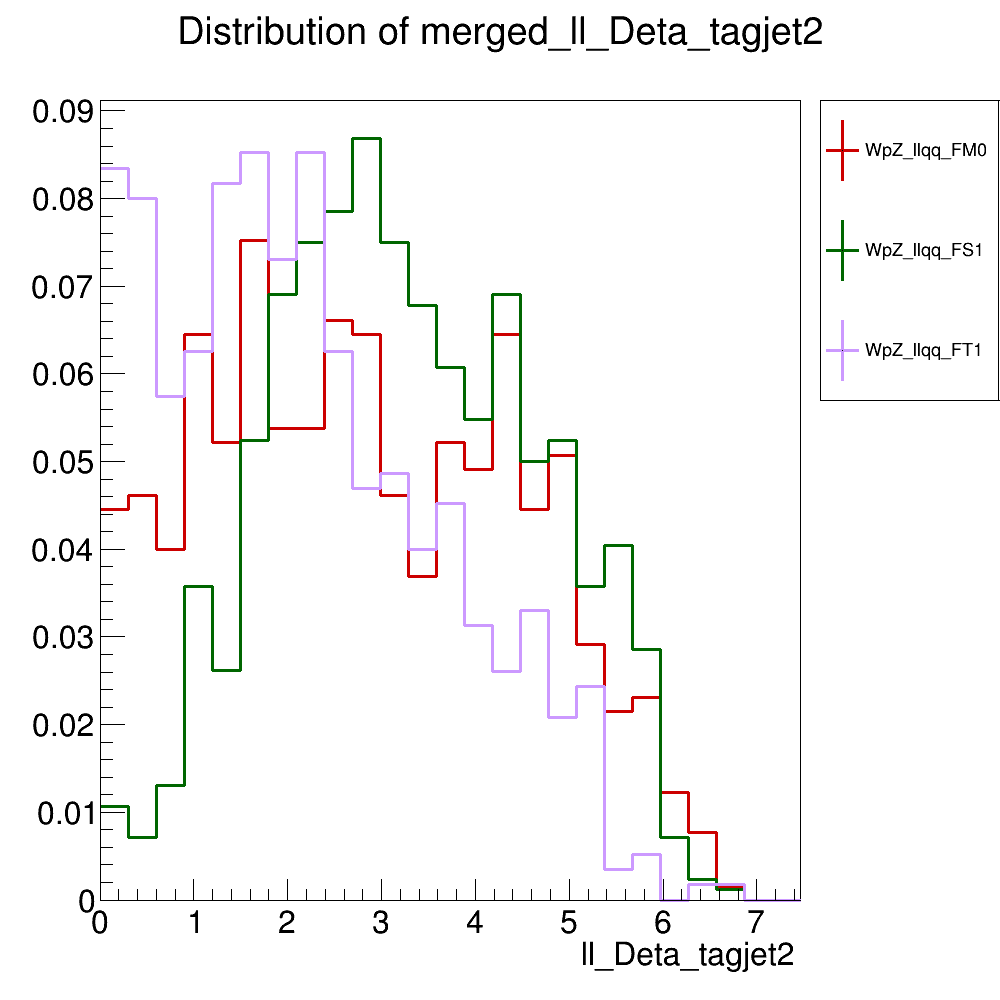 Distribution of merged_ll_Deta_tagjet2
0.09
0.08
0.07
0.06
0.05
0.04
0.03
0.02
0.01
0
0 1 2 3 4 5 6 7
ll_Deta_tagjet2
WpZ_llqq_FM0
WpZ_llqq_FS1
WpZ_llqq_FT1